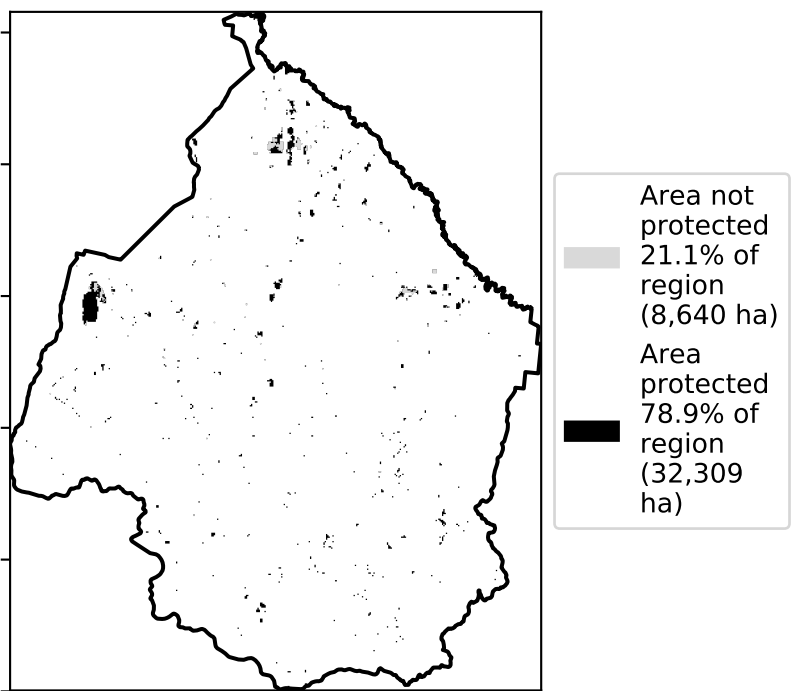 Area not
protected
21.1% of
region
(8,640 ha)
Area
protected
78.9% of
region
(32,309
ha)